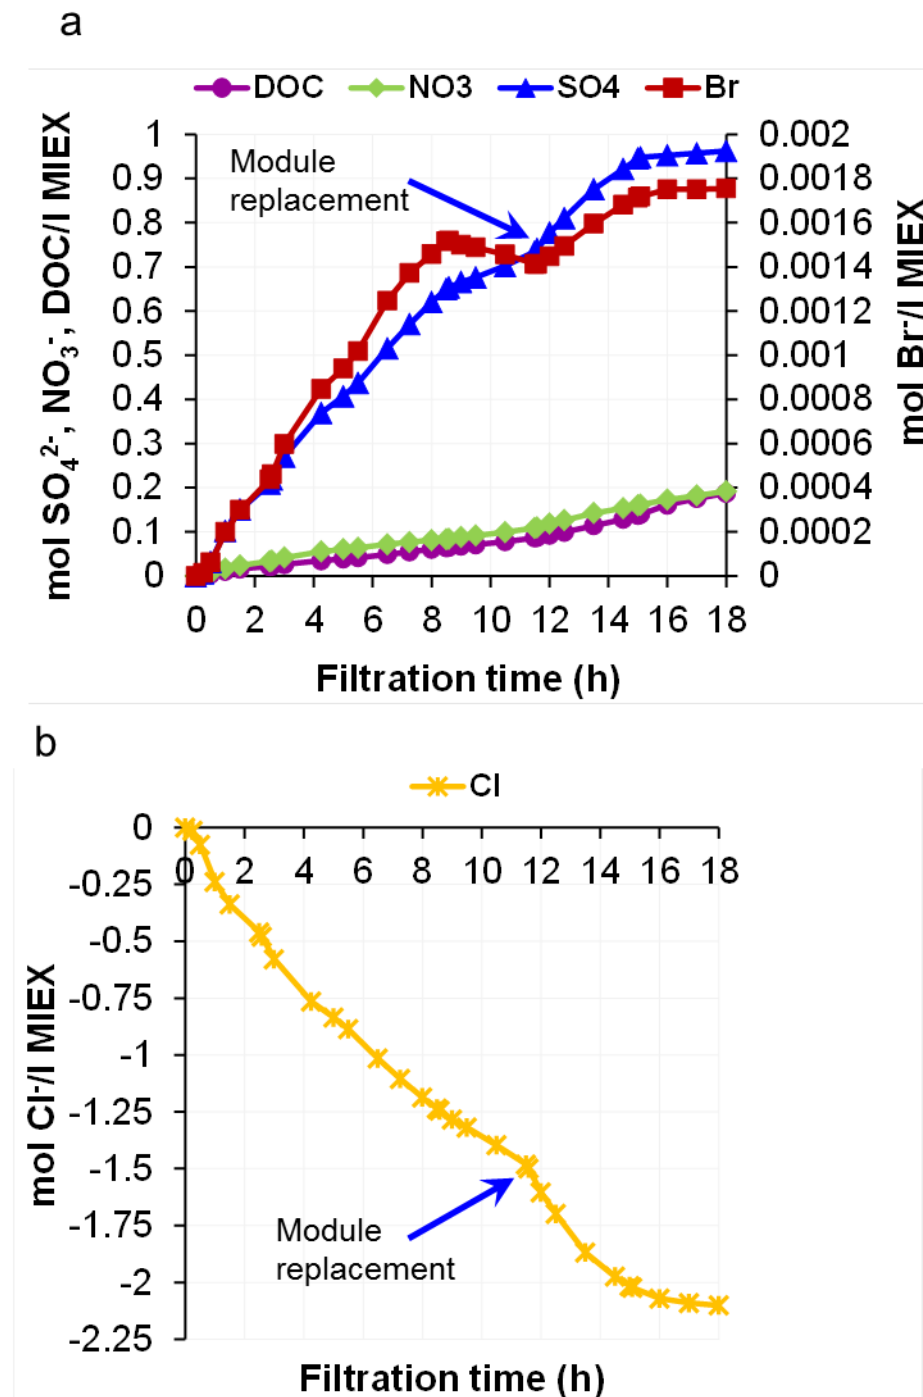 a
DOC NO3 SO4 Br
mol SO₄²⁻, NO₃⁻, DOC/l MIEX
1
0.9
0.8
0.7
0.6
0.5
0.4
0.3
0.2
0.1
0
Module
replacement
0.002
0.0018
0.0016
0.0014
0.0012
0.001
0.0008
0.0006
0.0004
0.0002
0
mol Br⁻/l MIEX
0 2 4 6 8 10 12 14 16 18
Filtration time (h)
b
Cl
mol Cl⁻/l MIEX
0
-0.25
-0.5
-0.75
-1
-1.25
-1.5
-1.75
-2
-2.25
0 2 4 6 8 10 12 14 16 18
Module
replacement
Filtration time (h)